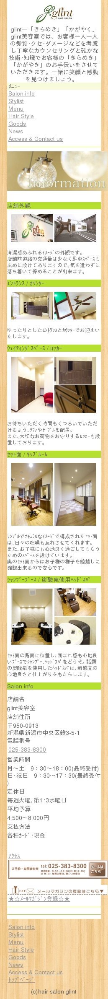 glint
HAIR SALON
glint一「きらめき」「かがやく」
glint美容室では、お客様一人一人
の髪質･クセ･ダメージなどを考慮
し丁寧なカウンセリングと確かな
技術･知識でお客様の「きらめき」
「かがやき」のお手伝いをさせて
いただきます。一緒に笑顔と感動
を見つけましょう。
ﾒﾆｭｰ
Salon info
Stylist
Menu
Hair Style
Goods
News
Access & Contact us
Information
店舗外観
glint
HAIR SALON
清潔感あふれるｲﾒｰｼﾞの外観です。
店舗前道路の交通量は少なく駐車ｽﾍﾟｰｽも
広めに設けてありますので､気を遣わずに
落ち着いて停めることが出来ます。
ｴﾝﾄﾗﾝｽ / ｶｳﾝﾀｰ
ゆったりとしたｴﾝﾄﾗﾝｽとｶｳﾝﾀｰでお迎えい
たします。
ｳｪｲﾃｨﾝｸﾞｽﾍﾟｰｽ / ﾛｯｶｰ
お待ちいただく時間もくつろいでいただ
けるよう､ｿﾌｧやﾃｰﾌﾞﾙを配置。
また､大切なお荷物をお守りするﾛｯｶｰも設
置しております。
ｾｯﾄ面 / ｷｯｽﾞﾙｰﾑ
ｼﾝﾌﾟﾙでﾅﾁｭﾗﾙなｲﾒｰｼﾞで構成されたｾｯﾄ面
は､日々の喧噪も忘れさせてくれます。
また､お子様にも心地良く過ごしてもらう
ためのｽﾍﾟｰｽを設けています。
奥のｾｯﾄ面からはお子様の様子を鏡越しに
確認出来るので安心です。
ｼｬﾝﾌﾟｰﾌﾞｰｽ / 炭酸泉使用ﾍｯﾄﾞｽﾊﾟ
ｾｯﾄ面の背面に位置し､囲まれ感も心地良
いﾌﾞｰｽでｼｬﾝﾌﾟｰ､ﾍｯﾄﾞｽﾊﾟをどうぞ｡話題
の炭酸泉を使用したﾍｯﾄﾞｽﾊﾟは､新感覚の
心地良さと仕上がりをもたらします。
Salon info
店舗名
glint美容室
店舗住所
〒950-0913
新潟県新潟市中央区鐙3-5-1
電話番号
025-383-8300
営業時間
月～土　9：30～18：00(最終受付)
日･祝日　9：30～17：30(最終受付
)
定休日
毎週火曜､第1･3水曜日
平均予算
4,500～8,000円
支払方法
各種ｶｰﾄﾞ･現金
ｱｸｾｽ
ご予約・お問合わせ tel:025-383-8300 メールは こちら
受付時間：9:30～18:00(日・祝17:30)
定 休 日：毎週火曜日、第1・3水曜日
メールマガジンの登録はこちら▼
★☆ﾒｰﾙﾏｶﾞｼﾞﾝ登録☆★
Salon info
Stylist
Menu
Hair Style
Goods
News
Access & Contact us
ﾄｯﾌﾟﾍﾟｰｼﾞ
(c)hair salon glint